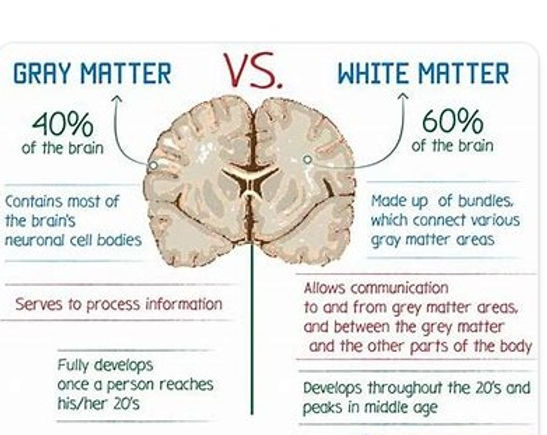 GRAY MATTER VS. WHITE MATTER
40%
of the brain
60%
of the brain
Contains most of
the brain's
neuronal cell bodies
Made up of bundles,
which connect various
gray matter areas
Serves to process information
Allows communication
to and from grey matter areas,
and between the grey matter
and the other parts of the body
Fully develops
once a person reaches
his/her 20's
Develops throughout the 20's and
peaks in middle age